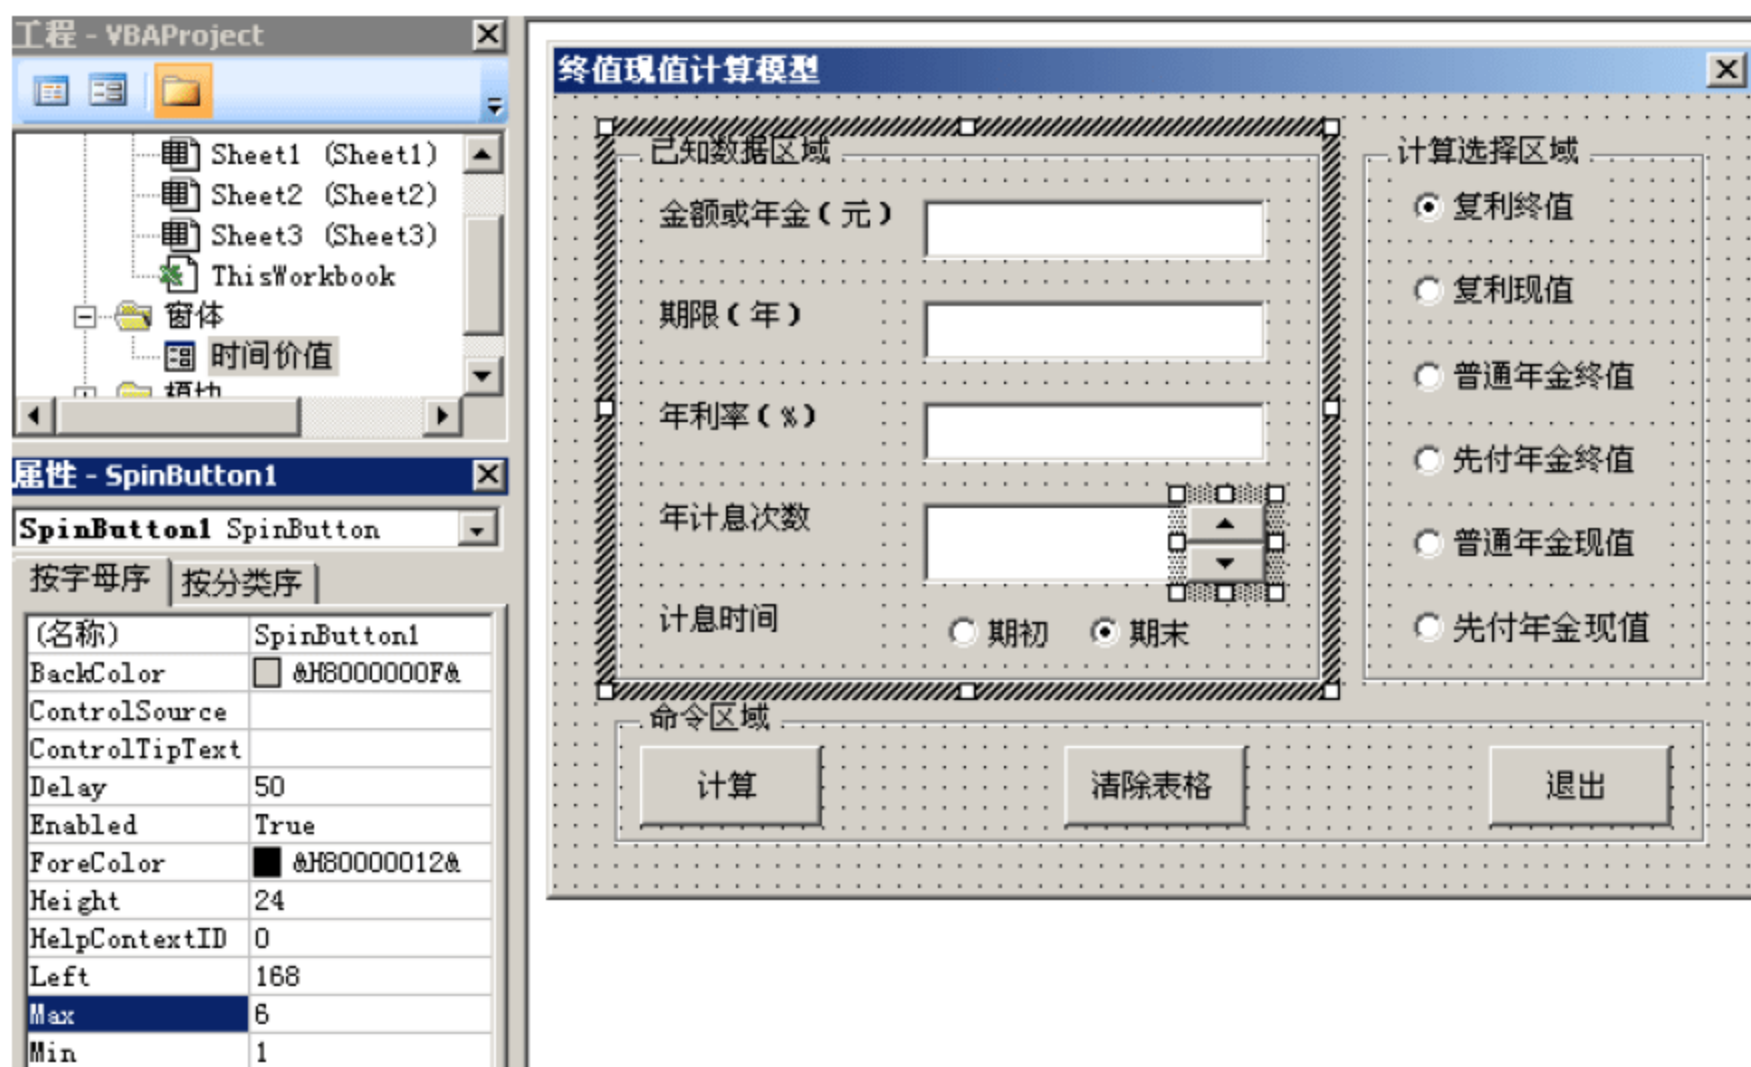 工程 - VBAProject
Sheet1 (Sheet1)
Sheet2 (Sheet2)
Sheet3 (Sheet3)
ThisWorkbook
窗体
时间价值
模块
属性 - SpinButton1
SpinButton1 SpinButton
按字母序 按分类序
(名称) SpinButton1
BackColor &H8000000F&
ControlSource
ControlTipText
Delay 50
Enabled True
ForeColor &H80000012&
Height 24
HelpContextID 0
Left 168
Max 6
Min 1
终值现值计算模型
已知数据区域
金额或年金(元)
期限(年)
年利率(%)
年计息次数
计息时间 期初 期末
计算选择区域
复利终值
复利现值
普通年金终值
先付年金终值
普通年金现值
先付年金现值
命令区域
计算 清除表格 退出